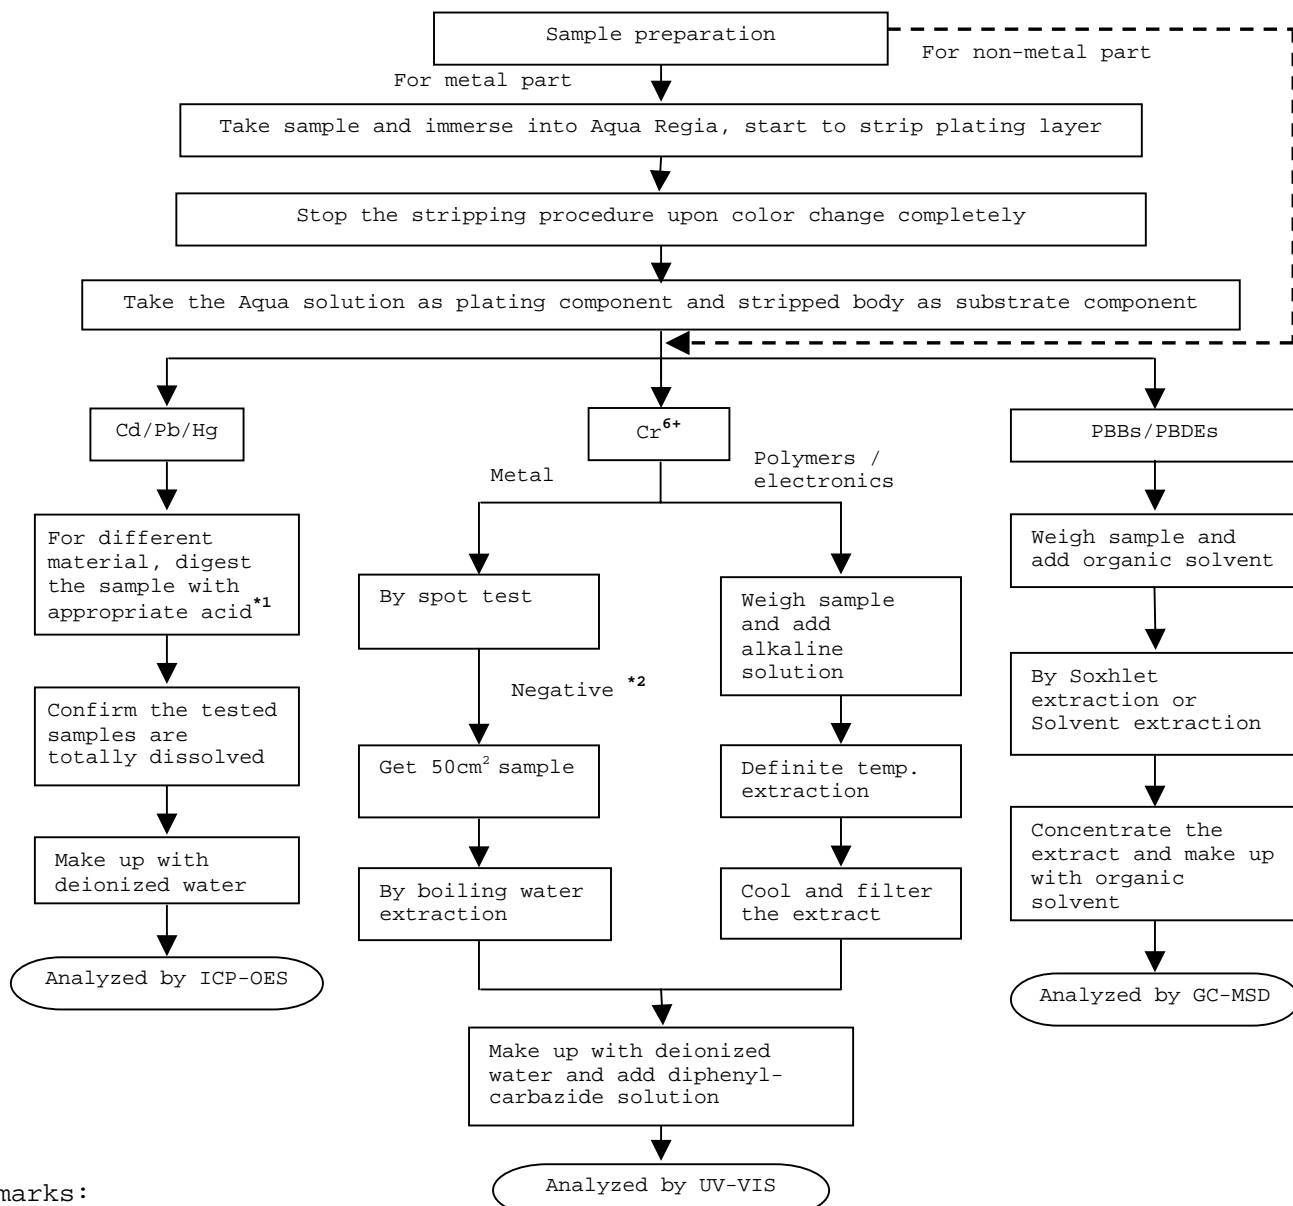 Sample preparation
For non-metal part
For metal part
Take sample and immerse into Aqua Regia, start to strip plating layer
Stop the stripping procedure upon color change completely
Take the Aqua solution as plating component and stripped body as substrate component
Cd/Pb/Hg
Cr⁶⁺
PBBs/PBDEs
Metal
Polymers /
electronics
For different
material, digest
the sample with
appropriate acid*1
Confirm the tested
samples are
totally dissolved
Make up with
deionized water
Analyzed by ICP-OES
By spot test
Negative *2
Get 50cm² sample
By boiling water
extraction
Weigh sample
and add
alkaline
solution
Definite temp.
extraction
Cool and filter
the extract
Make up with deionized
water and add diphenyl-
carbazide solution
Analyzed by UV-VIS
Weigh sample and
add organic solvent
By Soxhlet
extraction or
Solvent extraction
Concentrate the
extract and make up
with organic
solvent
Analyzed by GC-MSD
marks: